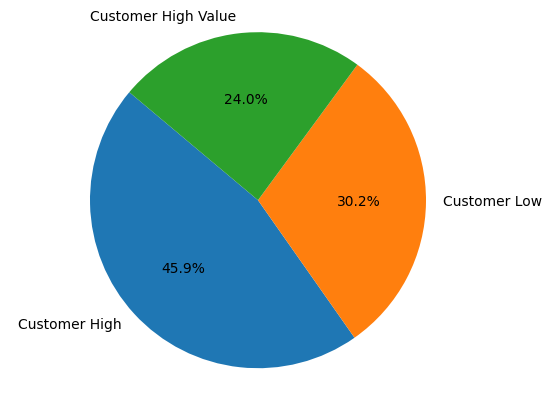 Customer High Value
24.0%
30.2%
Customer Low
45.9%
Customer High